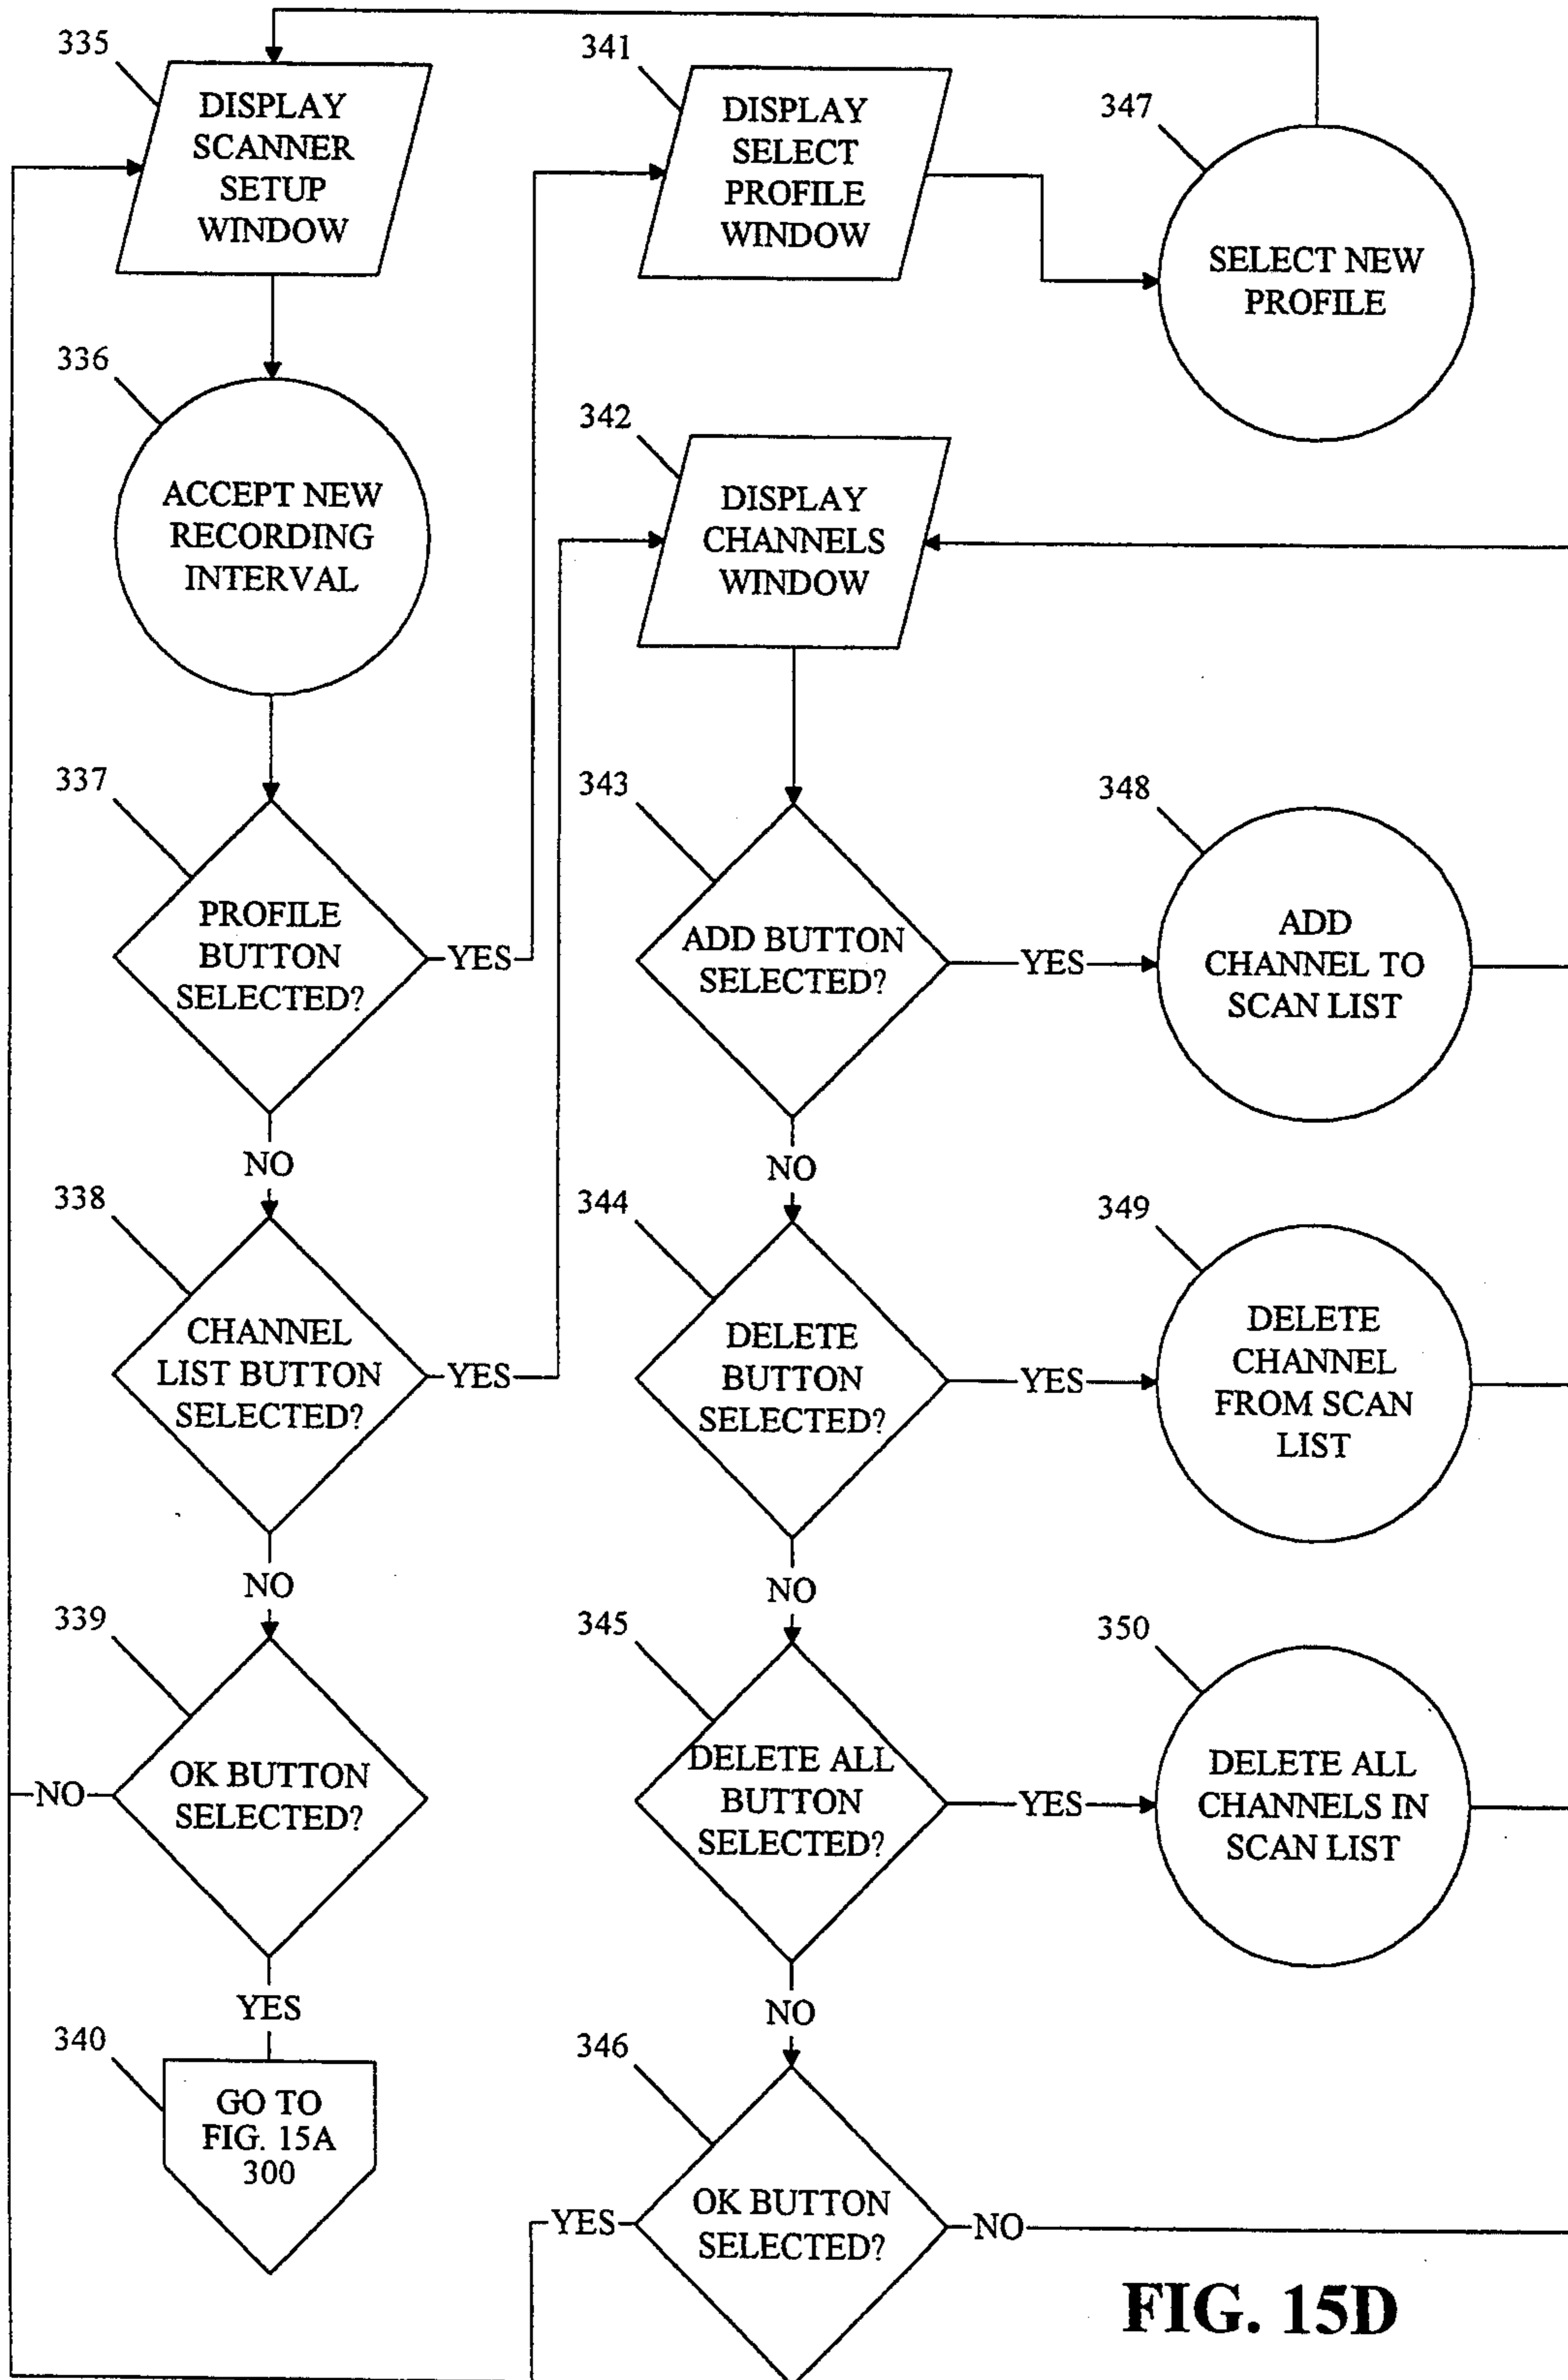 335
DISPLAY
SCANNER
SETUP
WINDOW
336
ACCEPT NEW
RECORDING
INTERVAL
337
PROFILE
BUTTON
SELECTED?
YES
NO
338
CHANNEL
LIST BUTTON
SELECTED?
YES
NO
339
OK BUTTON
SELECTED?
NO
YES
340
GO TO
FIG. 15A
300
341
DISPLAY
SELECT
PROFILE
WINDOW
342
DISPLAY
CHANNELS
WINDOW
343
ADD BUTTON
SELECTED?
YES
NO
344
DELETE
BUTTON
SELECTED?
YES
NO
345
DELETE ALL
BUTTON
SELECTED?
YES
NO
346
OK BUTTON
SELECTED?
YES
NO
347
SELECT NEW
PROFILE
348
ADD
CHANNEL TO
SCAN LIST
349
DELETE
CHANNEL
FROM SCAN
LIST
350
DELETE ALL
CHANNELS IN
SCAN LIST
FIG. 15D